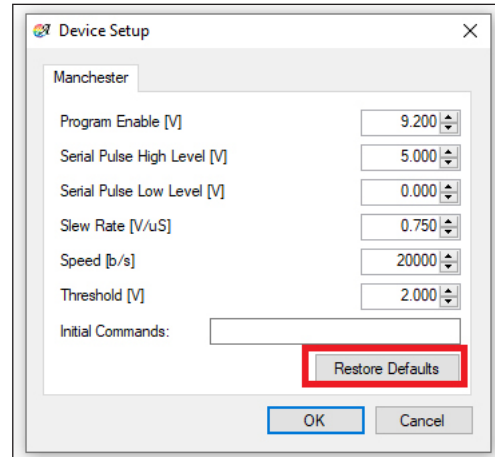 Device Setup
Manchester
Program Enable [V] 9.200
Serial Pulse High Level [V] 5.000
Serial Pulse Low Level [V] 0.000
Slew Rate [V/uS] 0.750
Speed [b/s] 20000
Threshold [V] 2.000
Initial Commands:
Restore Defaults
OK Cancel